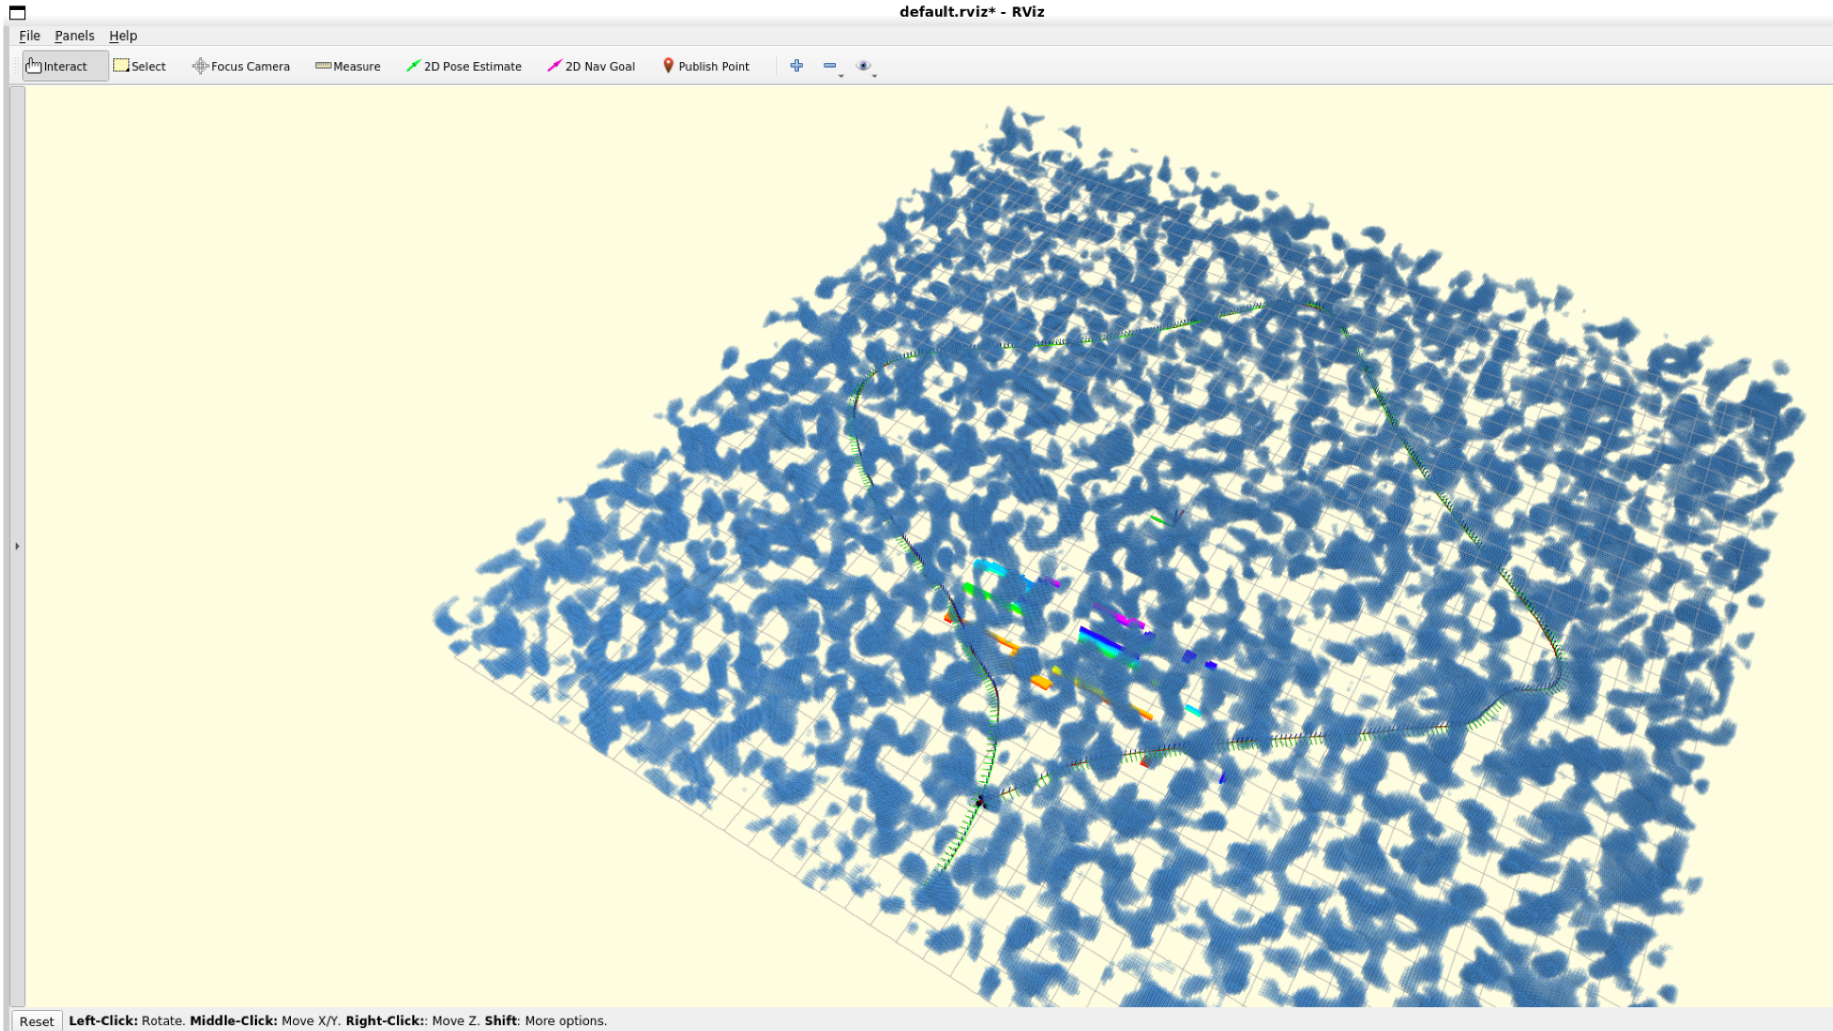 default.rviz* - RViz
File Panels Help
Interact Select Focus Camera Measure 2D Pose Estimate 2D Nav Goal Publish Point
Reset Left-Click: Rotate. Middle-Click: Move X/Y. Right-Click:: Move Z. Shift: More options.